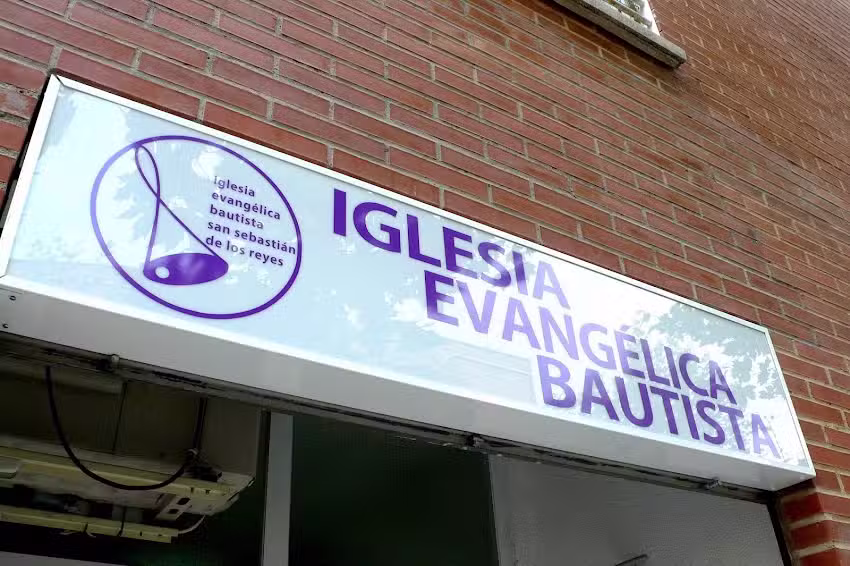 iglesia
evangélica
bautista
san sebastián
de los reyes
IGLESIA
EVANGÉLICA
BAUTISTA